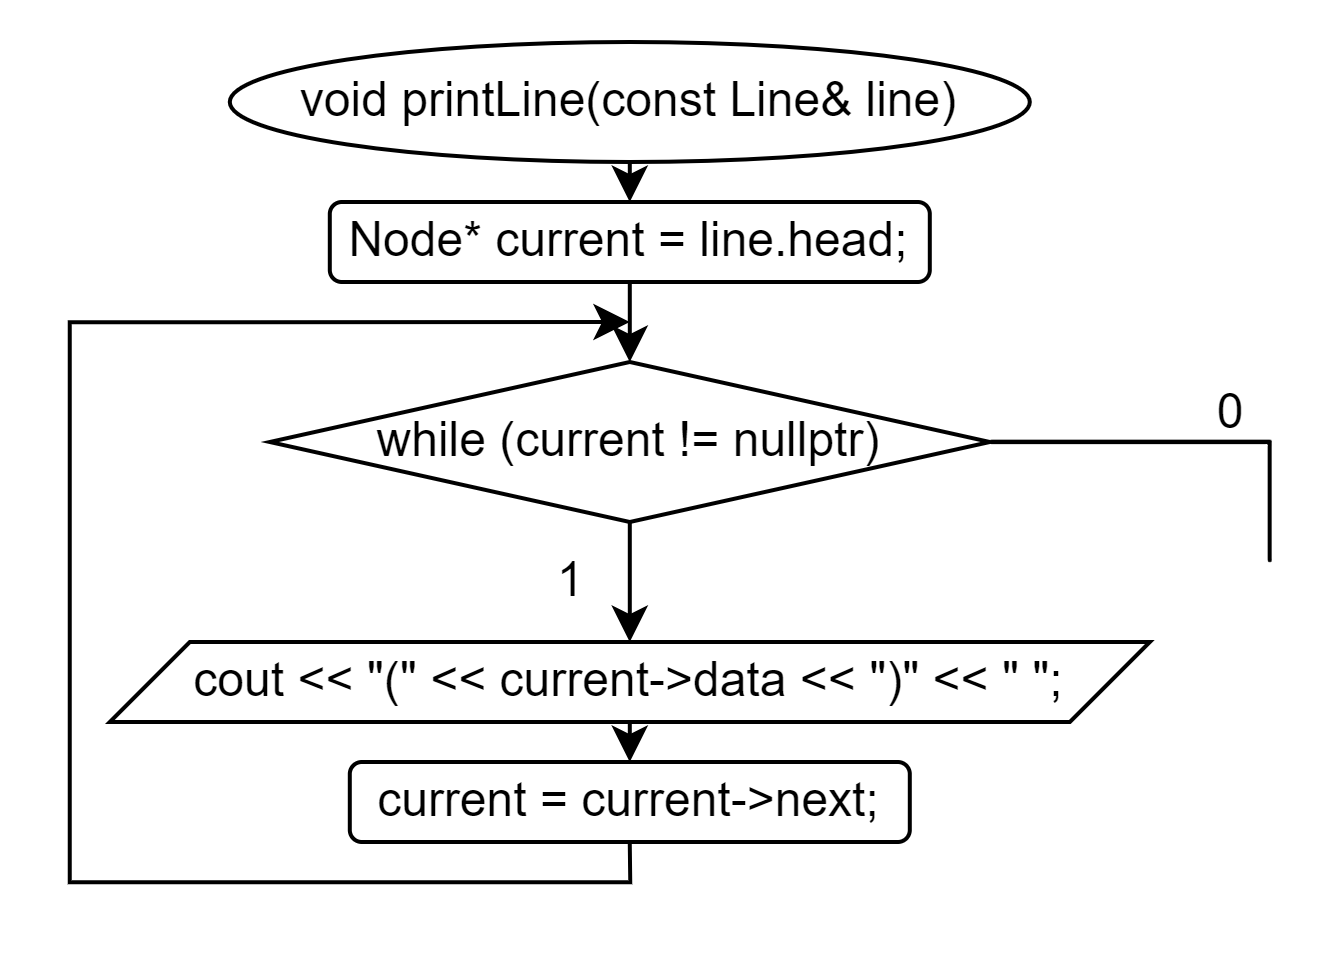 void printLine(const Line& line)
Node* current = line.head;
while (current != nullptr)
0
1
cout << "(" << current->data << ")" << " ";
current = current->next;